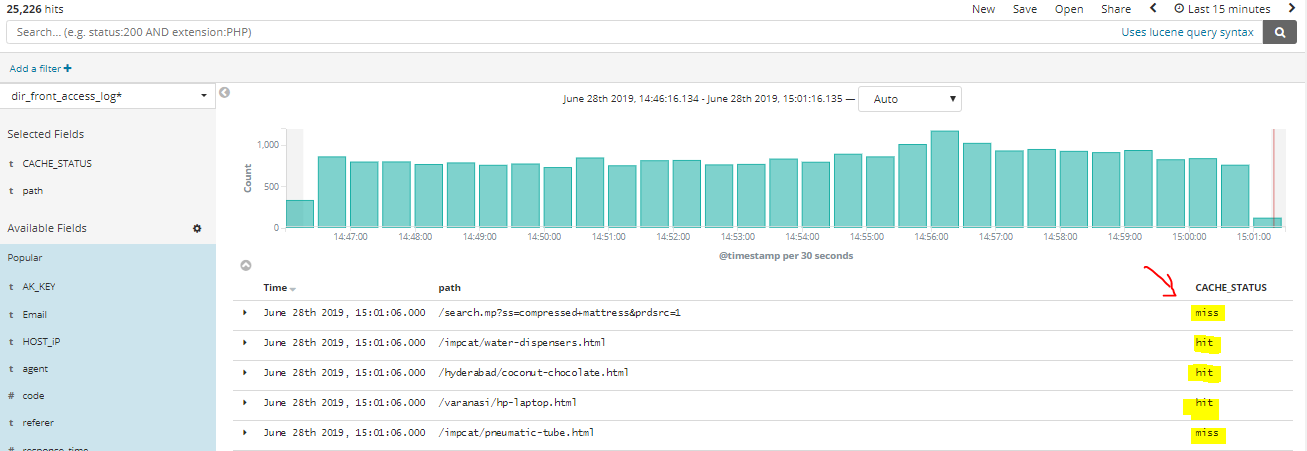 25,226 hits
New Save Open Share Last 15 minutes
Search... (e.g. status:200 AND extension:PHP) Uses lucene query syntax
Add a filter +
dir_front_access_log*
June 28th 2019, 14:46:16.134 - June 28th 2019, 15:01:16.135 — Auto
Selected Fields
t CACHE_STATUS
t path
Available Fields
Popular
t AK_KEY
t Email
t HOST_iP
t agent
# code
t referer
# response_time
Count
1,000
500
0
14:47:00 14:48:00 14:49:00 14:50:00 14:51:00 14:52:00 14:53:00 14:54:00 14:55:00 14:56:00 14:57:00 14:58:00 14:59:00 15:00:00 15:01:00
@timestamp per 30 seconds
Time path CACHE_STATUS
June 28th 2019, 15:01:06.000 /search.mp?ss=compressed+mattress&prdsrc=1 miss
June 28th 2019, 15:01:06.000 /impcat/water-dispensers.html hit
June 28th 2019, 15:01:06.000 /hyderabad/coconut-chocolate.html hit
June 28th 2019, 15:01:06.000 /varanasi/hp-laptop.html hit
June 28th 2019, 15:01:06.000 /impcat/pneumatic-tube.html miss